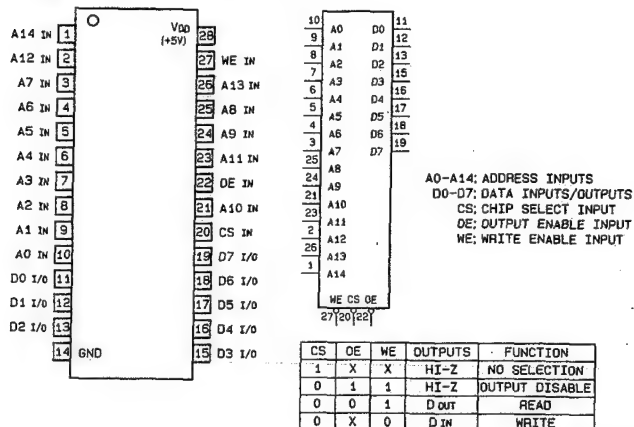 A14 IN 1
VDD (+5V) 28
A12 IN 2
27 WE IN
A7 IN 3
26 A13 IN
A6 IN 4
25 A8 IN
A5 IN 5
24 A9 IN
A4 IN 6
23 A11 IN
A3 IN 7
22 OE IN
A2 IN 8
21 A10 IN
A1 IN 9
20 CS IN
A0 IN 10
19 D7 I/O
D0 I/O 11
18 D6 I/O
D1 I/O 12
17 D5 I/O
D2 I/O 13
16 D4 I/O
14 GND
15 D3 I/O
10 A0 D0 11
9 A1 D1 12
8 A2 D2 13
7 A3 D3 15
6 A4 D4 16
5 A5 D5 17
4 A6 D6 18
3 A7 D7 19
25 A8
24 A9
21 A10
23 A11
2 A12
26 A13
1 A14
WE CS OE
27 20 22
A0-A14; ADDRESS INPUTS
D0-D7; DATA INPUTS/OUTPUTS
CS; CHIP SELECT INPUT
OE; OUTPUT ENABLE INPUT
WE; WRITE ENABLE INPUT
CS OE WE OUTPUTS FUNCTION
1 X X HI-Z NO SELECTION
0 1 1 HI-Z OUTPUT DISABLE
0 0 1 D OUT READ
0 X 0 D IN WRITE